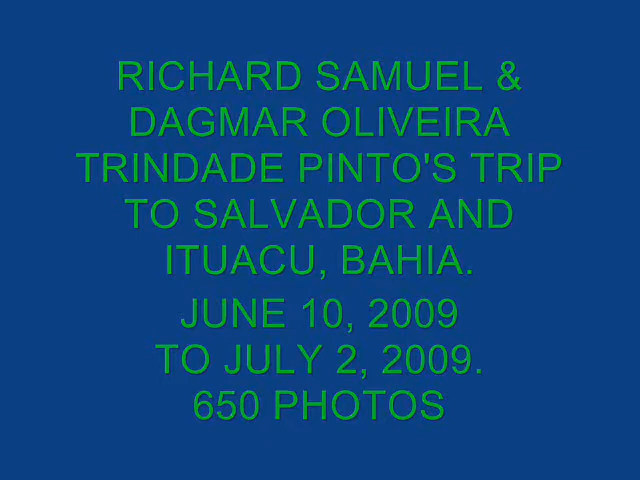 RICHARD SAMUEL &
DAGMAR OLIVEIRA
TRINDADE PINTO'S TRIP
TO SALVADOR AND
ITUACU, BAHIA.
JUNE 10, 2009
TO JULY 2, 2009.
650 PHOTOS